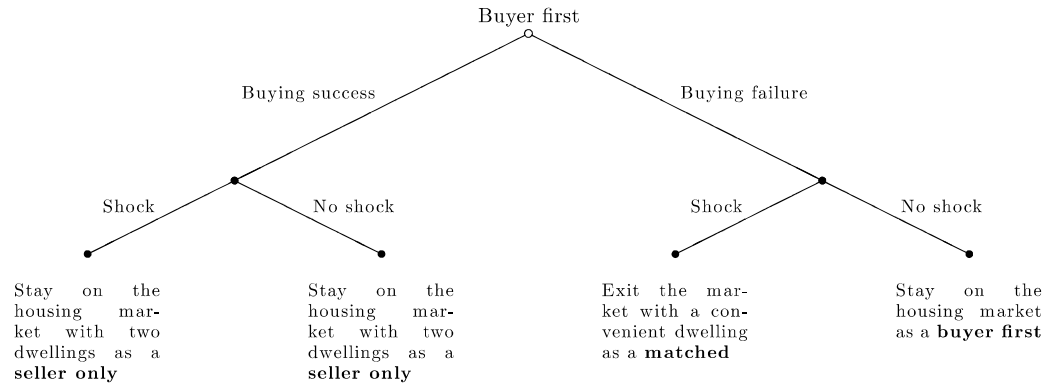 Buyer first
Buying success
Buying failure
Shock
No shock
Shock
No shock
Stay on the
housing mar-
ket with two
dwellings as a
seller only
Stay on the
housing mar-
ket with two
dwellings as a
seller only
Exit the mar-
ket with a con-
venient dwelling
as a matched
Stay on the
housing market
as a buyer first